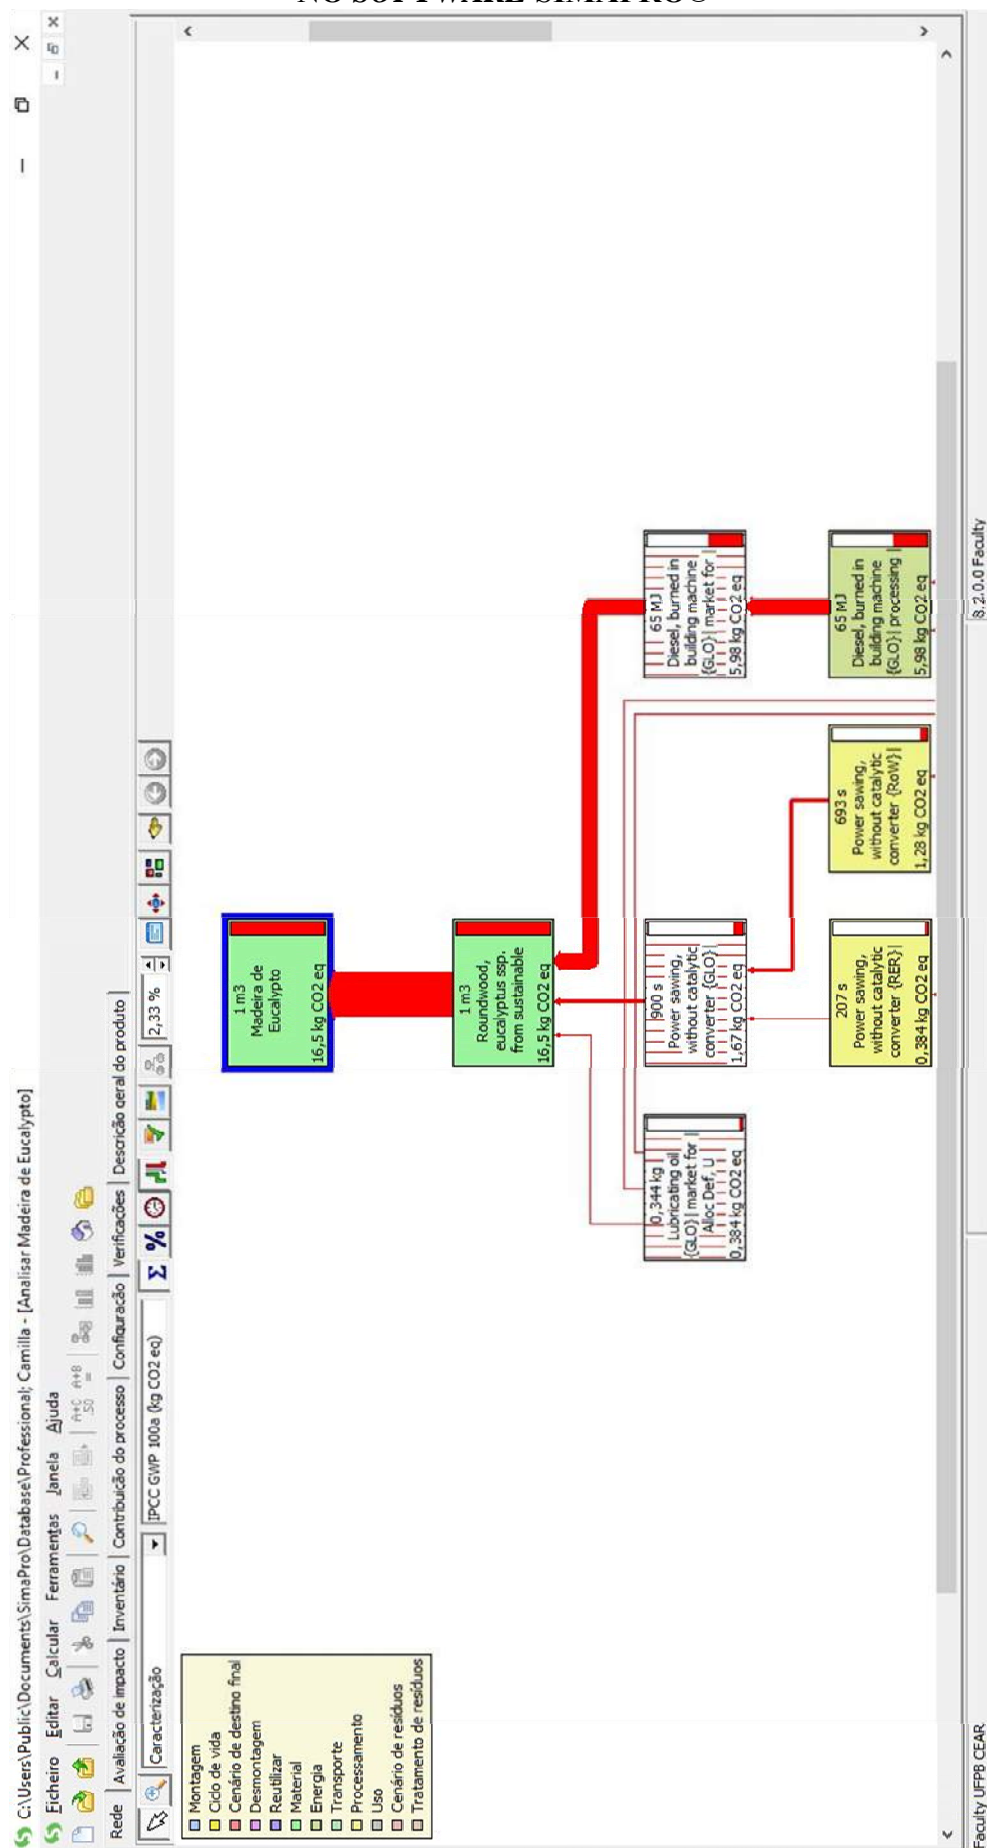 NO SOFTWARE SIMAPRO®
C:\Users\Public\Documents\SimaPro\Database\Professional; Camilla - [Analisar Madeira de Eucalypto]
Ficheiro Editar Calcular Ferramentas Janela Ajuda
A+C .50 A+B =
Rede Avaliação de impacto Inventário Contribuição do processo Configuração Verificações Descrição geral do produto
Caracterização IPCC GWP 100a (kg CO2 eq) Σ % 2,33 %
Montagem
Ciclo de vida
Cenário de destino final
Desmontagem
Reutilizar
Material
Energia
Transporte
Processamento
Uso
Cenário de resíduos
Tratamento de resíduos
1 m3
Madeira de
Eucalypto
16,5 kg CO2 eq
1 m3
Roundwood,
eucalyptus ssp.
from sustainable
16,5 kg CO2 eq
0,344 kg
Lubricating oil
{GLO}| market for |
Alloc Def, U
0,384 kg CO2 eq
900 s
Power sawing,
without catalytic
converter {GLO}|
1,67 kg CO2 eq
65 MJ
Diesel, burned in
building machine
{GLO}| market for |
5,98 kg CO2 eq
207 s
Power sawing,
without catalytic
converter {RER}|
0,384 kg CO2 eq
693 s
Power sawing,
without catalytic
converter {RoW}|
1,28 kg CO2 eq
65 MJ
Diesel, burned in
building machine
{GLO}| processing |
5,98 kg CO2 eq
Faculty UFPB CEAR 8.2.0.0 Faculty